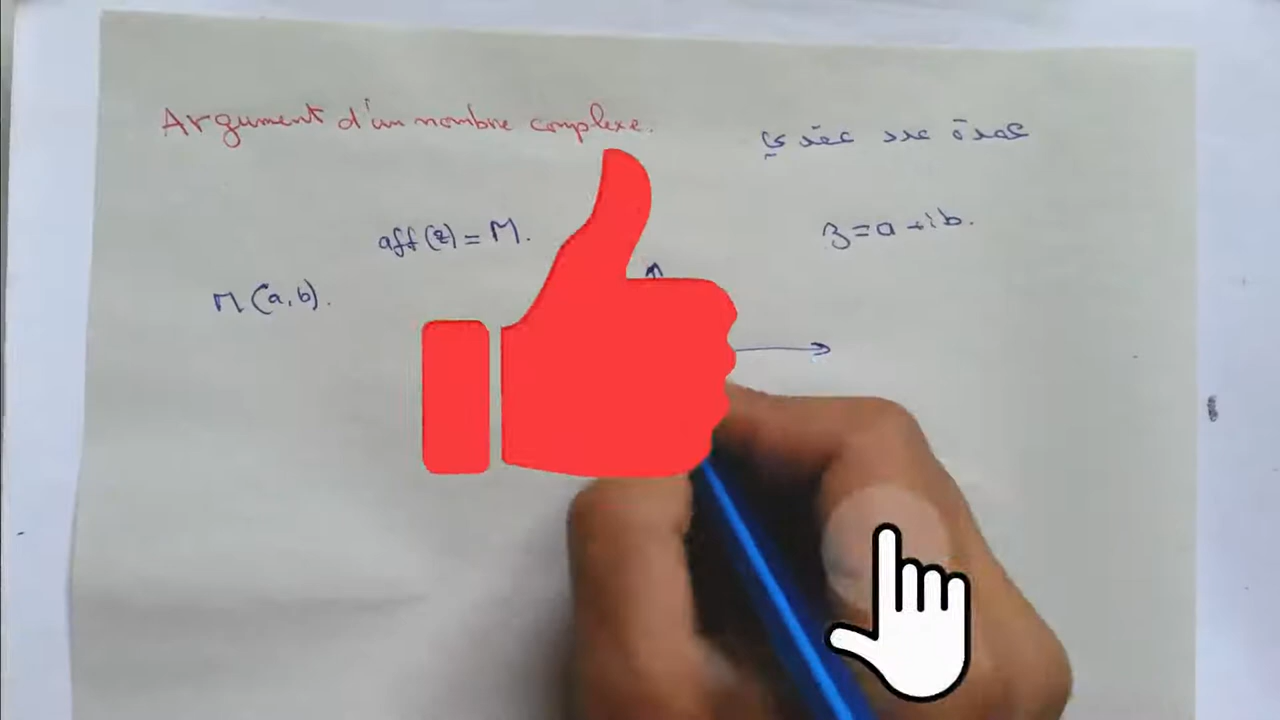 Argument d'un nombre complexe.
عمدة عدد عقدي
aff(z) = M.
z = a + ib.
M(a,b).